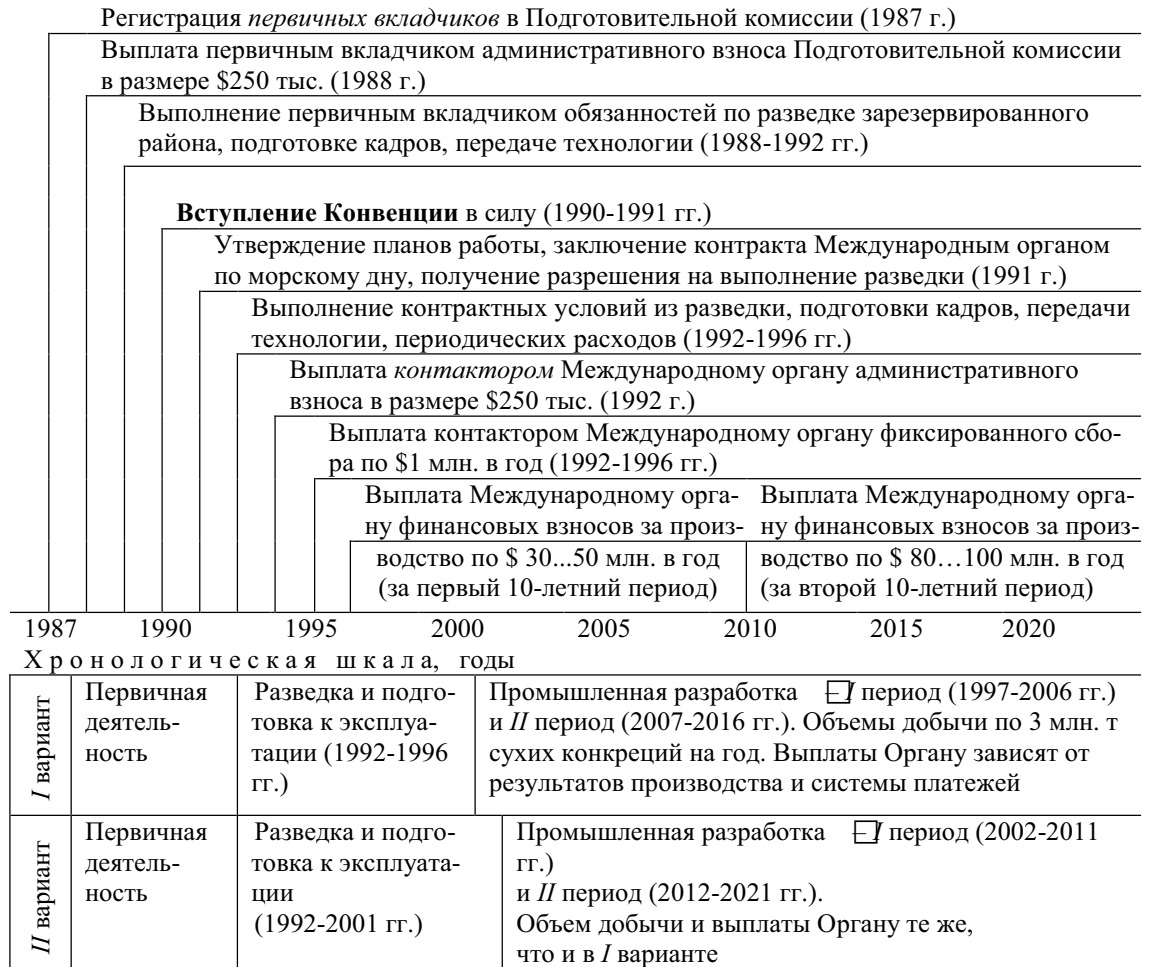 Регистрация первичных вкладчиков в Подготовительной комиссии (1987 г.)
Выплата первичным вкладчиком административного взноса Подготовительной комиссии
в размере $250 тыс. (1988 г.)
Выполнение первичным вкладчиком обязанностей по разведке зарезервированного
района, подготовке кадров, передаче технологии (1988-1992 гг.)
Вступление Конвенции в силу (1990-1991 гг.)
Утверждение планов работы, заключение контракта Международным органом
по морскому дну, получение разрешения на выполнение разведки (1991 г.)
Выполнение контрактных условий из разведки, подготовки кадров, передачи
технологии, периодических расходов (1992-1996 гг.)
Выплата контактором Международному органу административного
взноса в размере $250 тыс. (1992 г.)
Выплата контактором Международному органу фиксированного сбо-
ра по $1 млн. в год (1992-1996 гг.)
Выплата Международному орга-
ну финансовых взносов за произ-
водство по $ 30...50 млн. в год
(за первый 10-летний период)
Выплата Международному орга-
ну финансовых взносов за произ-
водство по $ 80…100 млн. в год
(за второй 10-летний период)
1987 1990 1995 2000 2005 2010 2015 2020
Хронологическая шкала, годы
I вариант
Первичная
деятель-
ность
Разведка и подго-
товка к эксплуа-
тации (1992-1996
гг.)
Промышленная разработка – I период (1997-2006 гг.)
и II период (2007-2016 гг.). Объемы добычи по 3 млн. т
сухих конкреций на год. Выплаты Органу зависят от
результатов производства и системы платежей
II вариант
Первичная
деятель-
ность
Разведка и подго-
товка к эксплуата-
ции
(1992-2001 гг.)
Промышленная разработка – I период (2002-2011
гг.)
и II период (2012-2021 гг.).
Объем добычи и выплаты Органу те же,
что и в I варианте